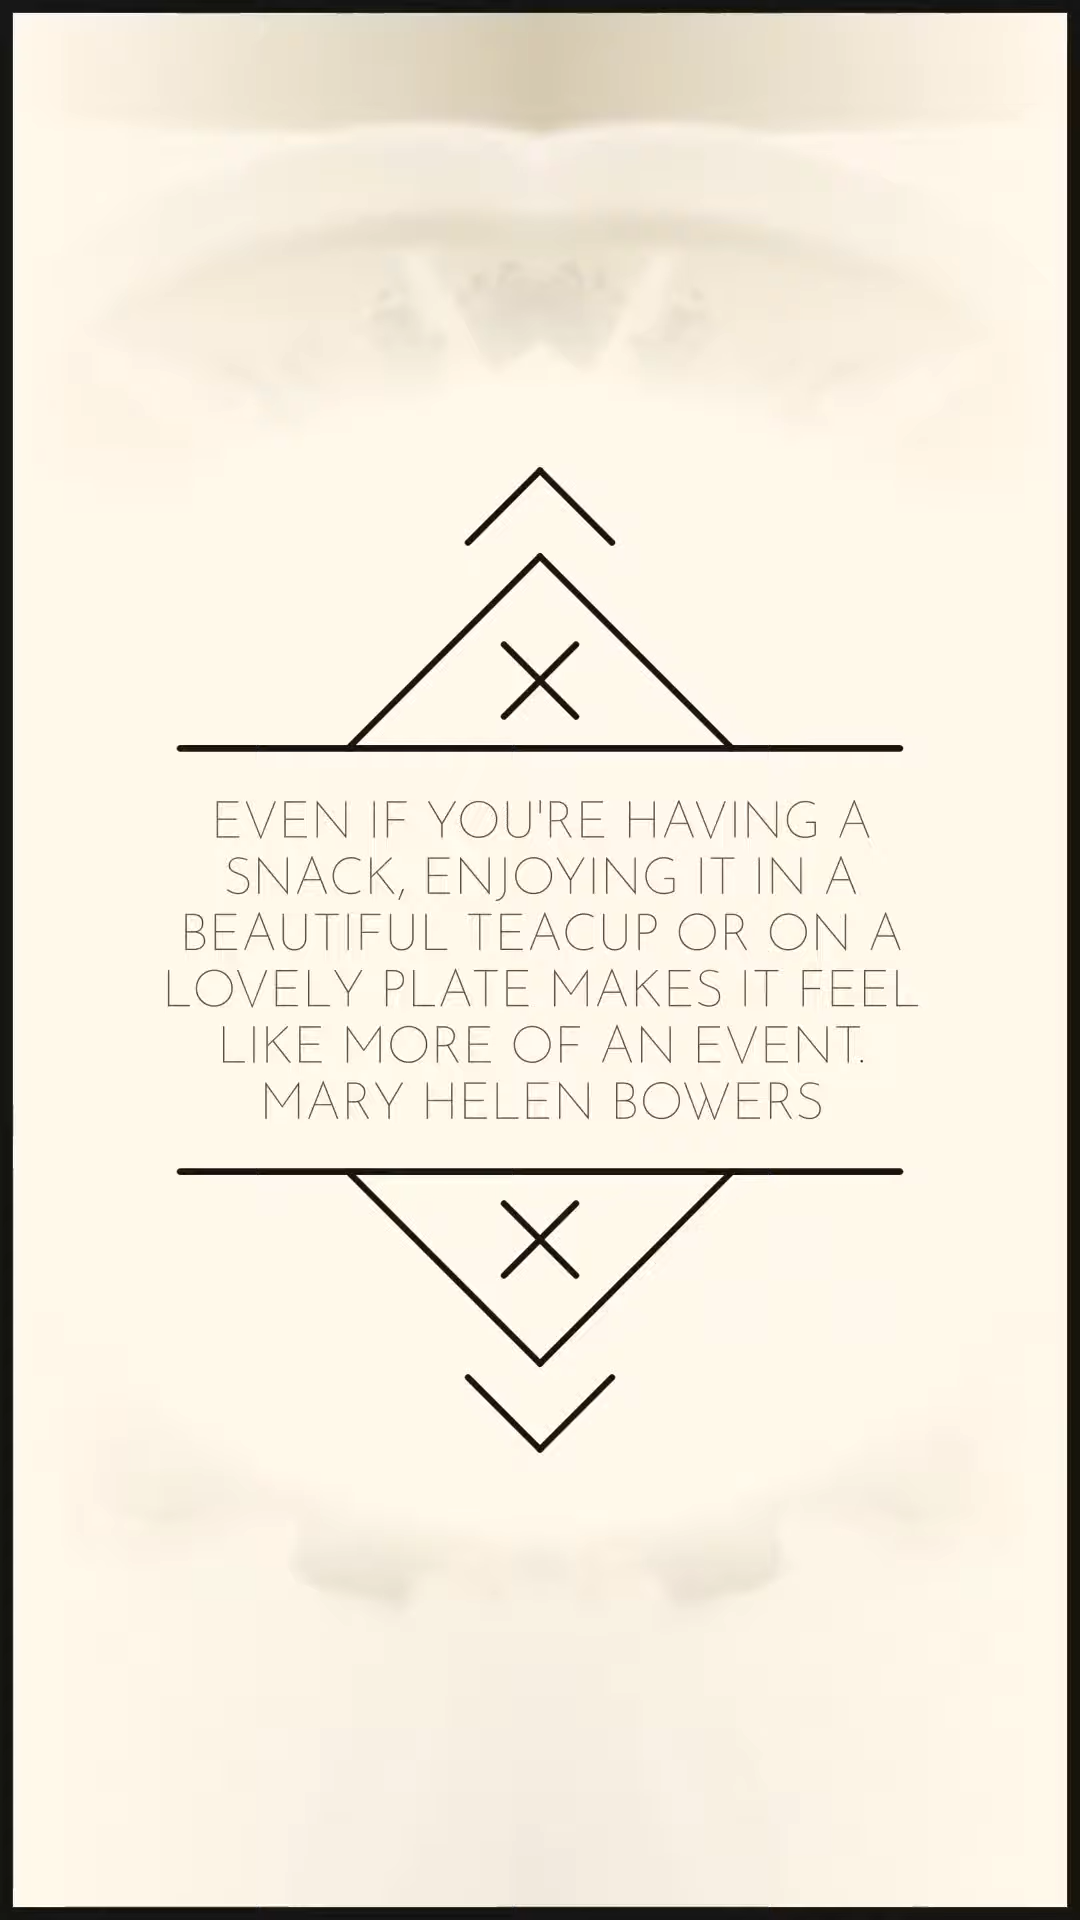 EVEN IF YOU'RE HAVING A
SNACK, ENJOYING IT IN A
BEAUTIFUL TEACUP OR ON A
LOVELY PLATE MAKES IT FEEL
LIKE MORE OF AN EVENT.
MARY HELEN BOWERS